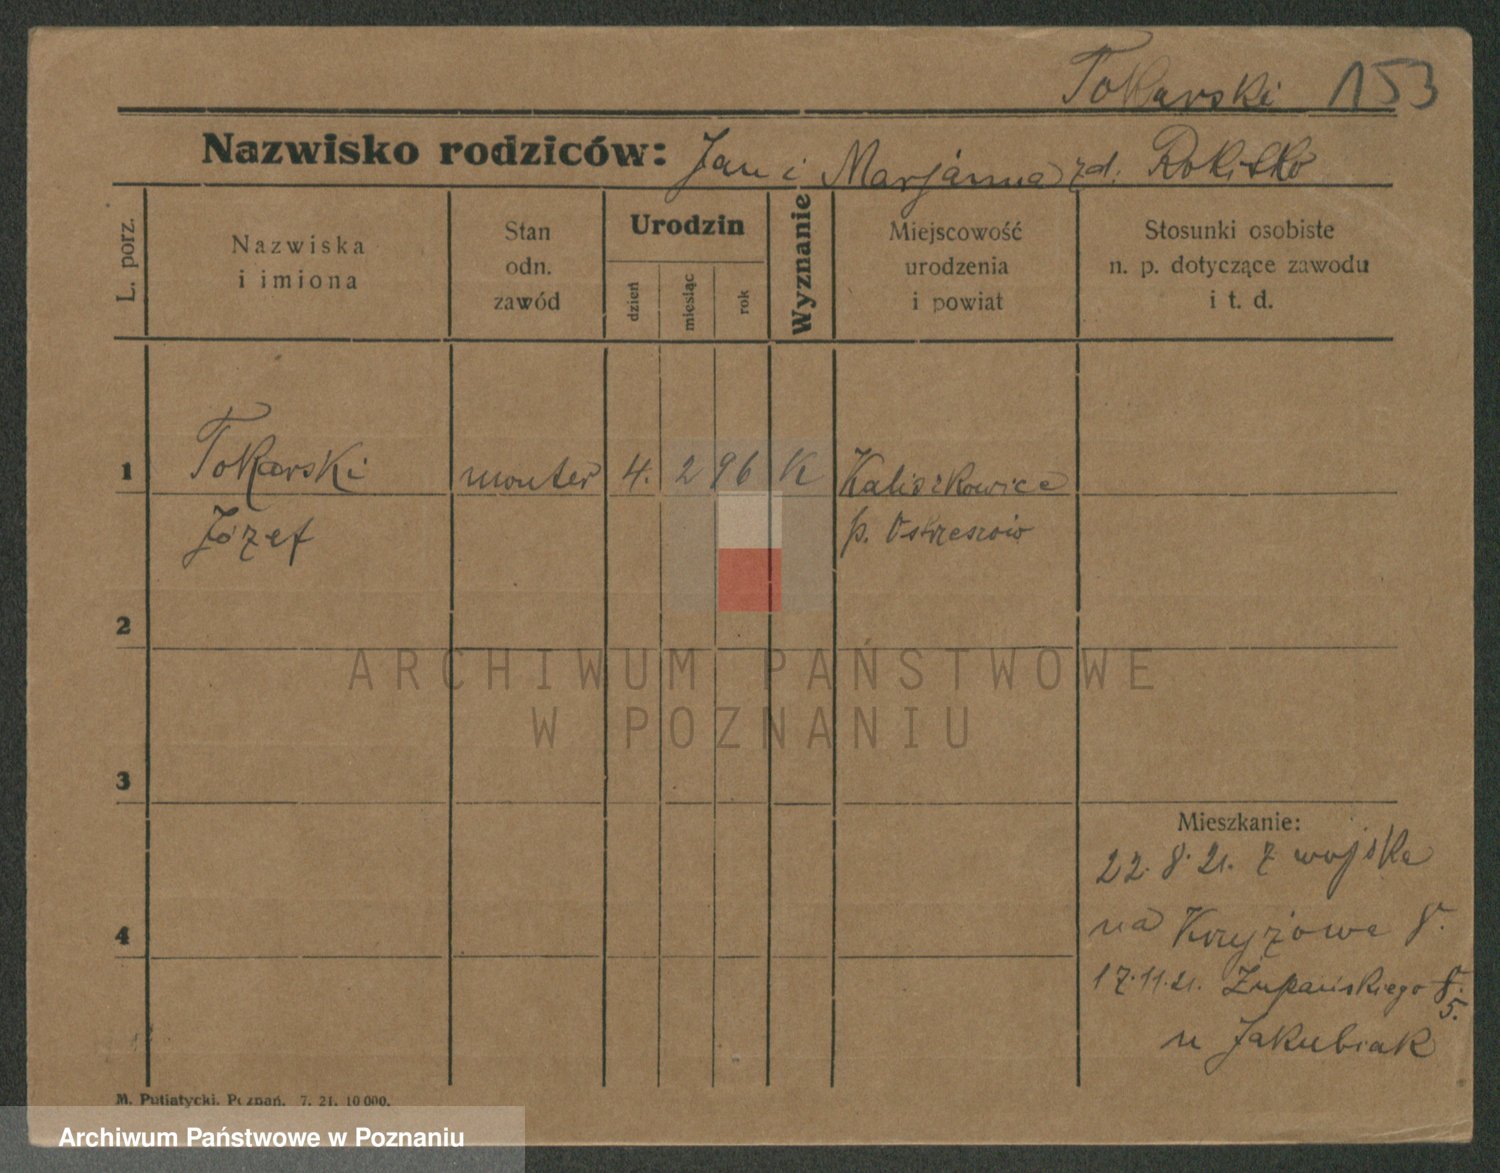 Tokarski 153
Nazwisko rodziców: Jan i Marjanna zd. Rokitko
L. porz.
Nazwiska
i imiona
Stan
odn.
zawód
Urodzin
dzień
miesiąc
rok
Wyznanie
Miejscowość
urodzenia
i powiat
Stosunki osobiste
n. p. dotyczące zawodu
i t. d.
1 Tokarski monter 4. 2 96 K Kaliszkowice
Józef p. Ostrzeszów
2
ARCHIWUM PAŃSTWOWE
W POZNANIU
3
Mieszkanie:
22. 8. 21. z wojska
4
na Kryżowe 8.
17.11.21. Żupańskiego 8.
5.
u Jakubiak
M. Putiatycki. Poznań. 7. 21. 10 000.
Archiwum Państwowe w Poznaniu